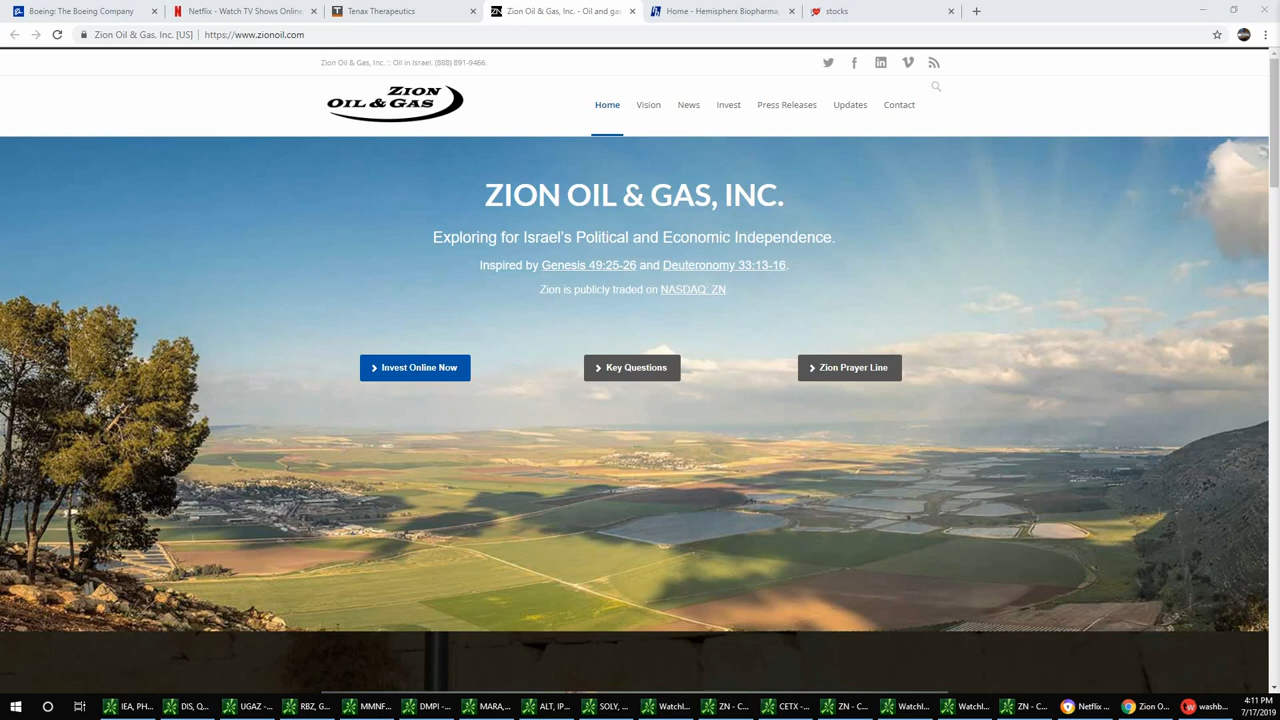 Boeing: The Boeing Company
Netflix - Watch TV Shows Online,
Tenax Therapeutics
ZN Zion Oil & Gas, Inc. - Oil and gas
Home - Hemispherx Biopharma,
stocks
Zion Oil & Gas, Inc. [US] | https://www.zionoil.com
Zion Oil & Gas, Inc. :: Oil in Israel. (888) 891-9466.
ZION
OIL & GAS
Home Vision News Invest Press Releases Updates Contact
ZION OIL & GAS, INC.
Exploring for Israel's Political and Economic Independence.
Inspired by Genesis 49:25-26 and Deuteronomy 33:13-16.
Zion is publicly traded on NASDAQ: ZN
Invest Online Now
Key Questions
Zion Prayer Line
IEA, PH... DIS, Q... UGAZ -... RBZ, G... MMNF... DMPI -... MARA,... ALT, IP... SOLY, ... Watchl... ZN - C... CETX -... ZN - C... Watchl... Watchl... ZN - C... Netflix ... Zion O... washb...
4:11 PM
7/17/2019